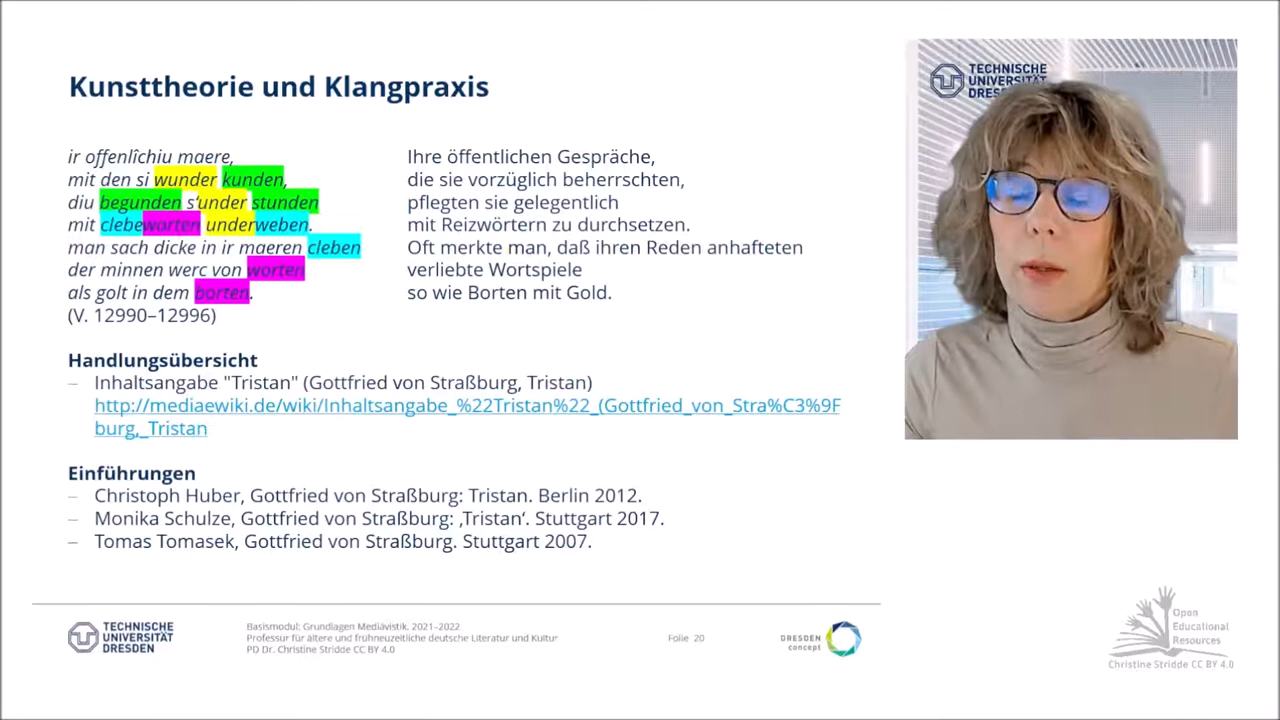 Kunsttheorie und Klangpraxis
ir offenlîchiu maere,
mit den si wunder kunden,
diu begunden s'under stunden
mit clebeworten underweben.
man sach dicke in ir maeren cleben
der minnen werc von worten
als golt in dem borten.
(V. 12990–12996)
Ihre öffentlichen Gespräche,
die sie vorzüglich beherrschten,
pflegten sie gelegentlich
mit Reizwörtern zu durchsetzen.
Oft merkte man, daß ihren Reden anhafteten
verliebte Wortspiele
so wie Borten mit Gold.
Handlungsübersicht
– Inhaltsangabe "Tristan" (Gottfried von Straßburg, Tristan)
http://mediaewiki.de/wiki/Inhaltsangabe_%22Tristan%22_(Gottfried_von_Stra%C3%9F
burg,_Tristan
Einführungen
– Christoph Huber, Gottfried von Straßburg: Tristan. Berlin 2012.
– Monika Schulze, Gottfried von Straßburg: ‚Tristan‘. Stuttgart 2017.
– Tomas Tomasek, Gottfried von Straßburg. Stuttgart 2007.
TECHNISCHE
UNIVERSITÄT
DRESDEN
Basismodul: Grundlagen Mediävistik, 2021–2022
Professur für ältere und frühneuzeitliche deutsche Literatur und Kultur
PD Dr. Christine Stridde CC BY 4.0
Folie 20
DRESDEN
concept
TECHNISCHE
UNIVERSITÄT
DRES
Open
Educational
Resources
Christine Stridde CC BY 4.0